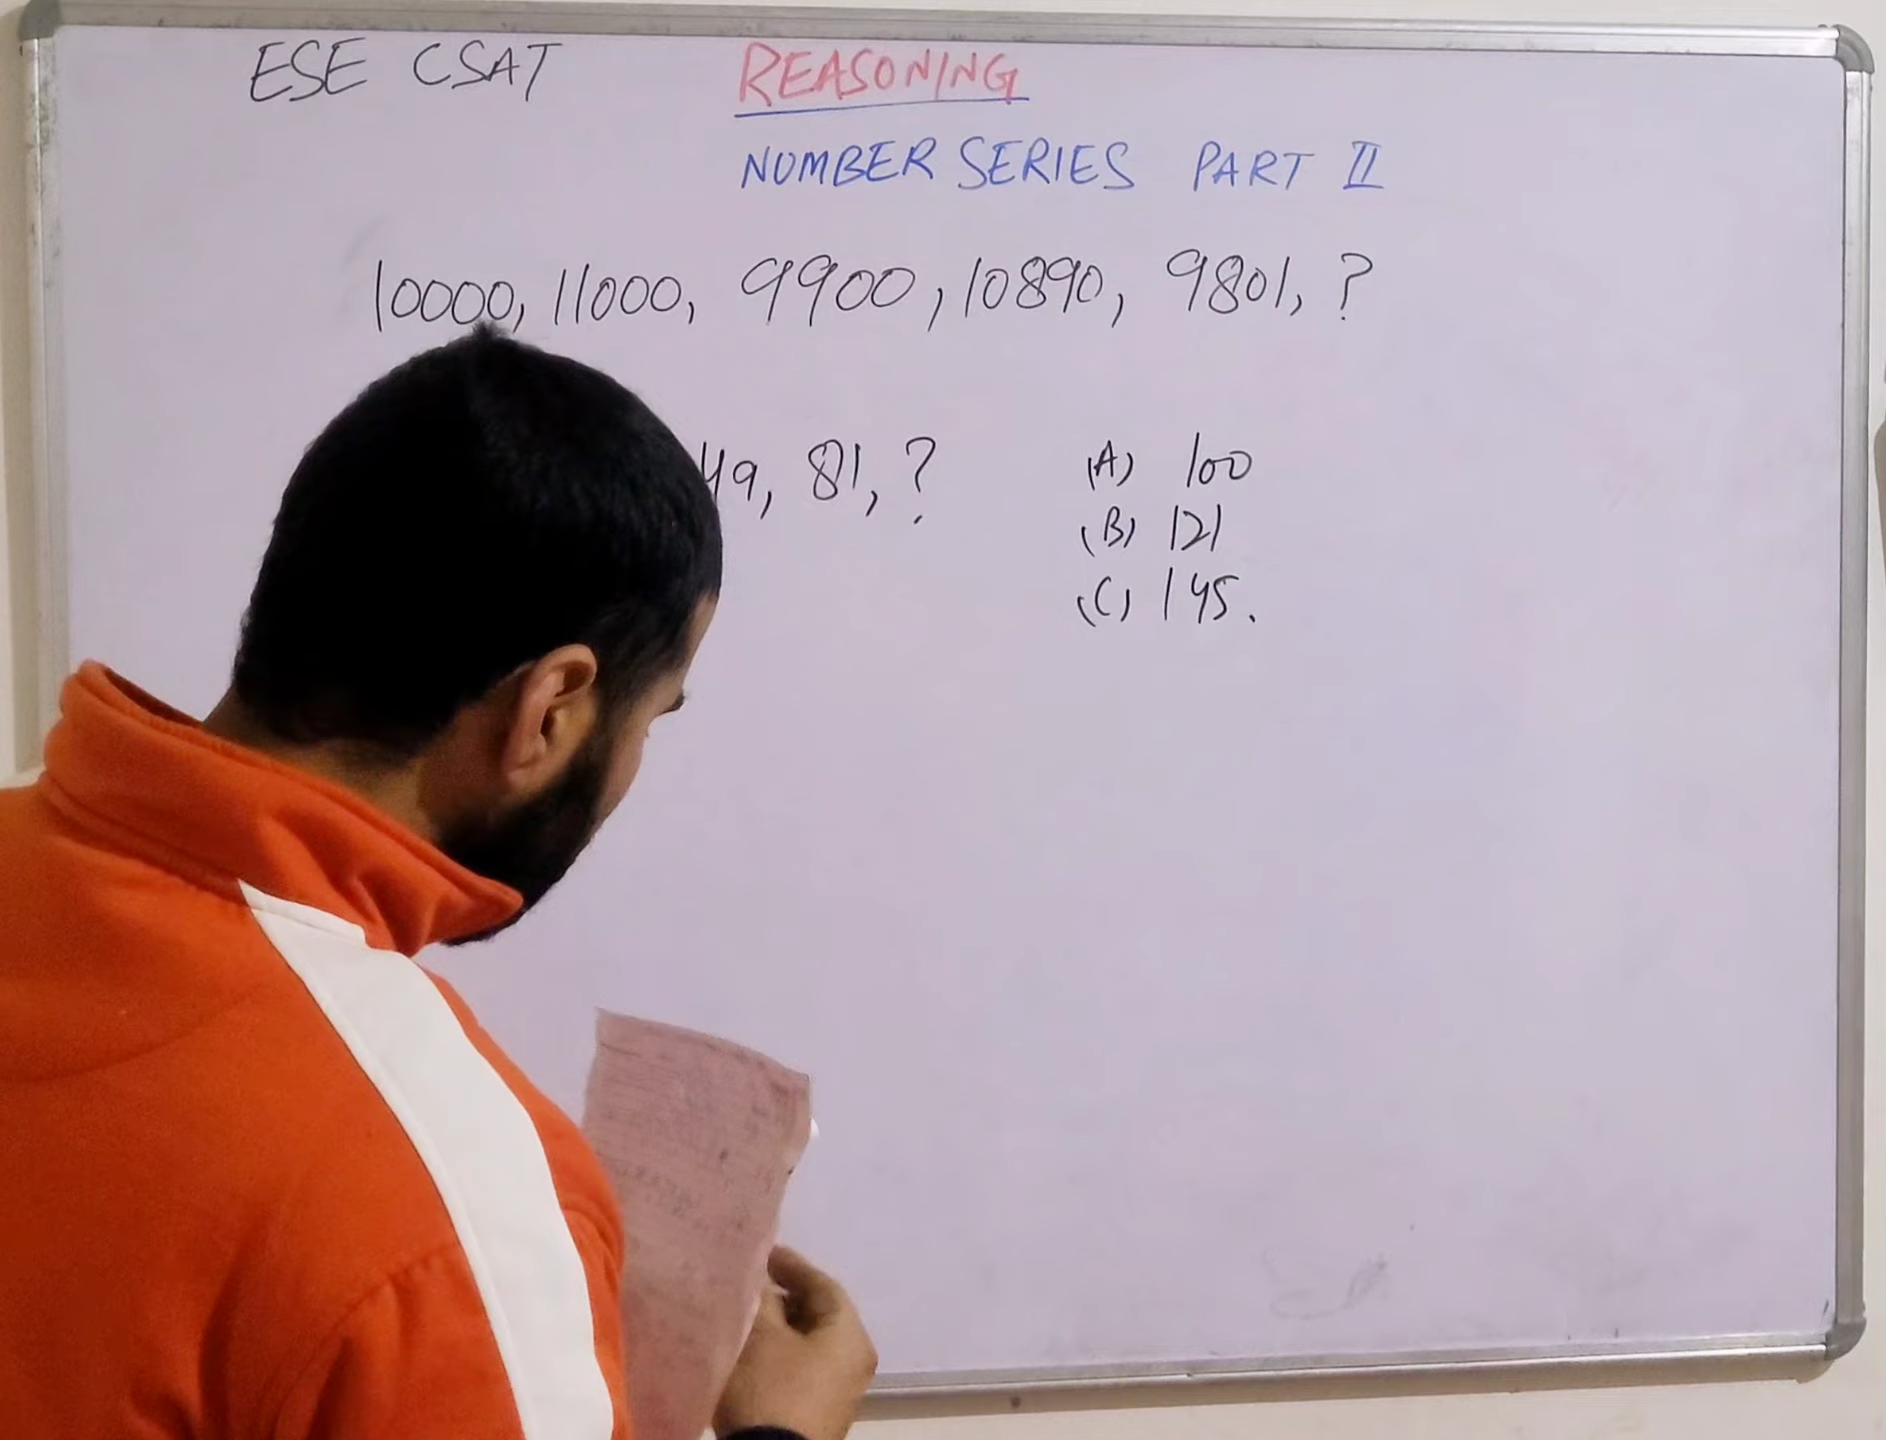 ESE CSAT REASONING
NUMBER SERIES PART II
10000, 11000, 9900, 10890, 9801, ?
49, 81, ? (A) 100
(B) 121
(C) 145.